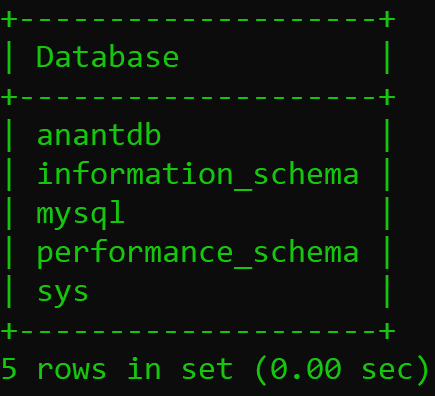 +--------------------+
| Database           |
+--------------------+
| anantdb            |
| information_schema |
| mysql              |
| performance_schema |
| sys                |
+--------------------+
5 rows in set (0.00 sec)